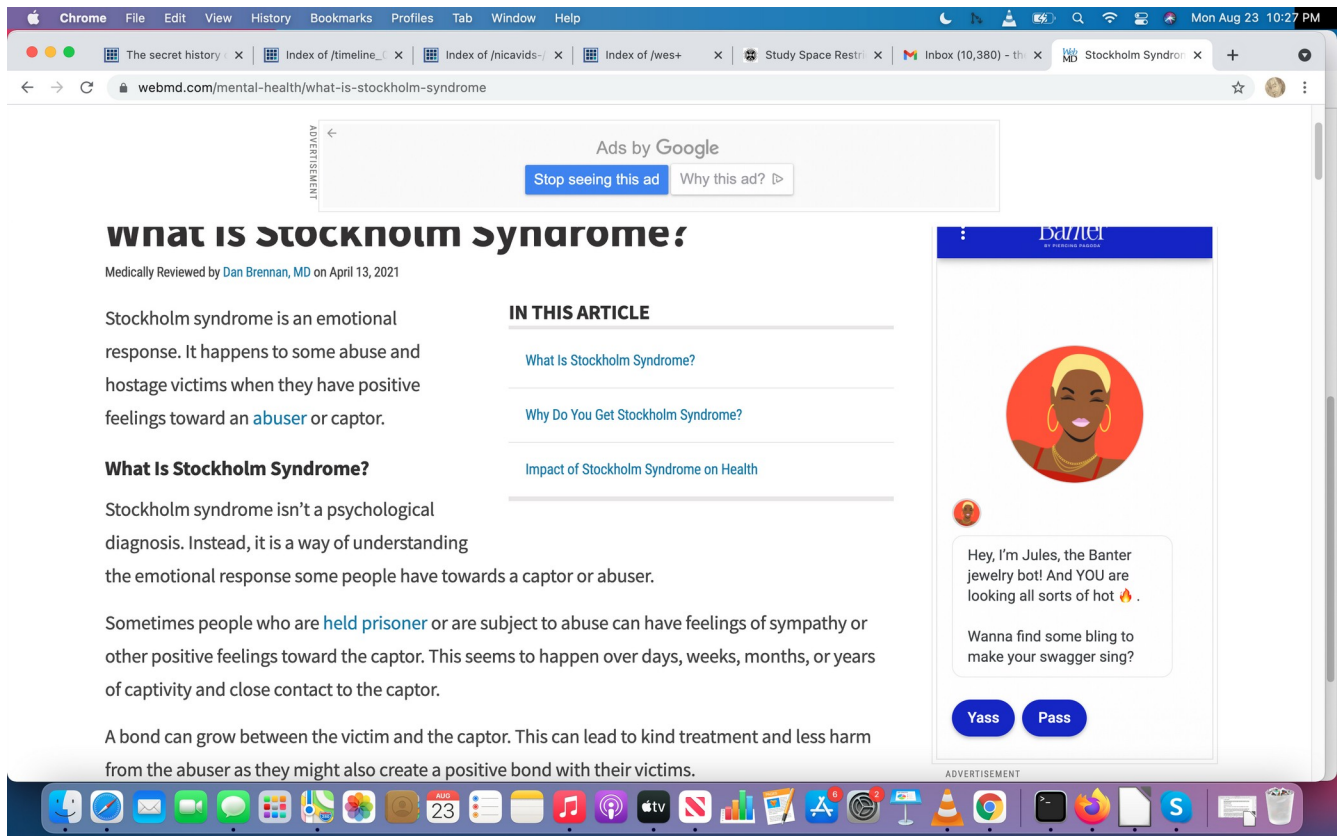 Chrome File Edit View History Bookmarks Profiles Tab Window Help Mon Aug 23 10:27 PM
The secret history Index of /timeline_ Index of /nicavids-/ Index of /wes+ Study Space Restri Inbox (10,380) - th Stockholm Syndron
webmd.com/mental-health/what-is-stockholm-syndrome
ADVERTISEMENT
Ads by Google
Stop seeing this ad Why this ad?
What Is Stockholm Syndrome?
Medically Reviewed by Dan Brennan, MD on April 13, 2021
Stockholm syndrome is an emotional
response. It happens to some abuse and
hostage victims when they have positive
feelings toward an abuser or captor.
IN THIS ARTICLE
What Is Stockholm Syndrome?
Why Do You Get Stockholm Syndrome?
Impact of Stockholm Syndrome on Health
What Is Stockholm Syndrome?
Stockholm syndrome isn't a psychological
diagnosis. Instead, it is a way of understanding
the emotional response some people have towards a captor or abuser.
Sometimes people who are held prisoner or are subject to abuse can have feelings of sympathy or
other positive feelings toward the captor. This seems to happen over days, weeks, months, or years
of captivity and close contact to the captor.
A bond can grow between the victim and the captor. This can lead to kind treatment and less harm
from the abuser as they might also create a positive bond with their victims.
Banter
BY PIERCING PAGODA
Hey, I'm Jules, the Banter
jewelry bot! And YOU are
looking all sorts of hot 🔥 .
Wanna find some bling to
make your swagger sing?
Yass Pass
ADVERTISEMENT
AUG
23
tv
6
2
S